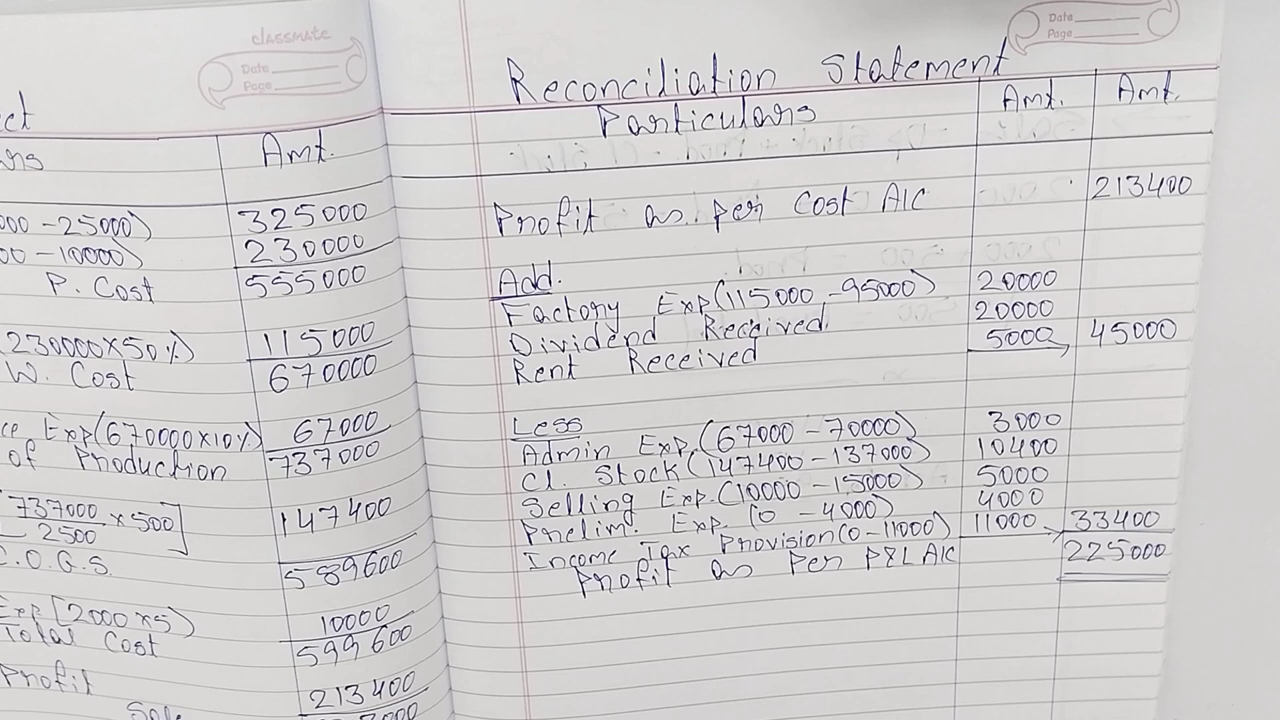 classmate
Date
Page
ct
rs Amt.
000 - 25000) 325000
00 - 10000) 230000
P. Cost 555000
230000 x 50%) 115000
W. Cost 670000
ce Exp (670000 x 10%) 67000
of Production 737000
[737000/2500 x 500] 147400
C.O.G.S. 589600
Exp [2000 x 5) 10000
Total Cost 599600
Profit 213400
Date
Page
Reconciliation Statement
Particulars Amt. Amt.
Profit as per Cost A/C 213400
Add.
Factory Exp (115000 - 95000) 20000
Dividend Received 20000
Rent Received 5000 45000
Less
Admin Exp. (67000 - 70000) 3000
Cl. Stock (147400 - 137000) 10400
Selling Exp. (10000 - 15000) 5000
Prelim. Exp. (0 - 4000) 4000
Income Tax Provision (0 - 11000) 11000 33400
Profit as Per P&L A/C 225000